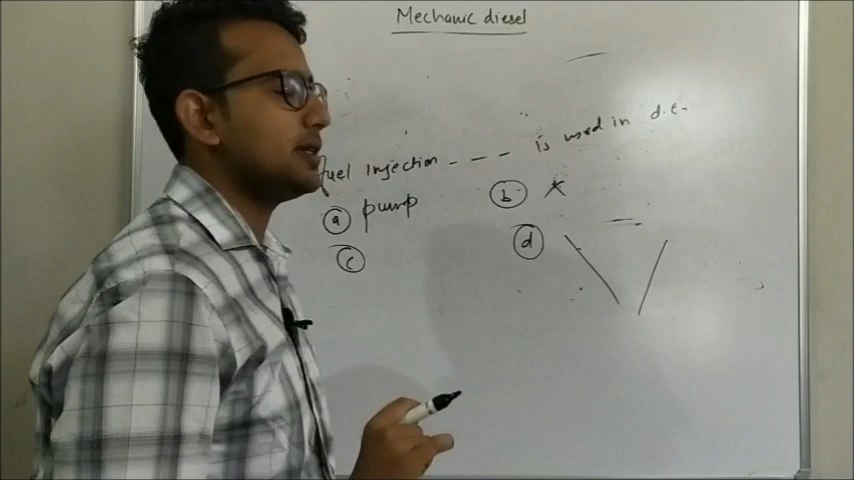 Mechanic diesel
fuel Injection - - - is used in d.e.
(a) pump (b) x
(c) (d)